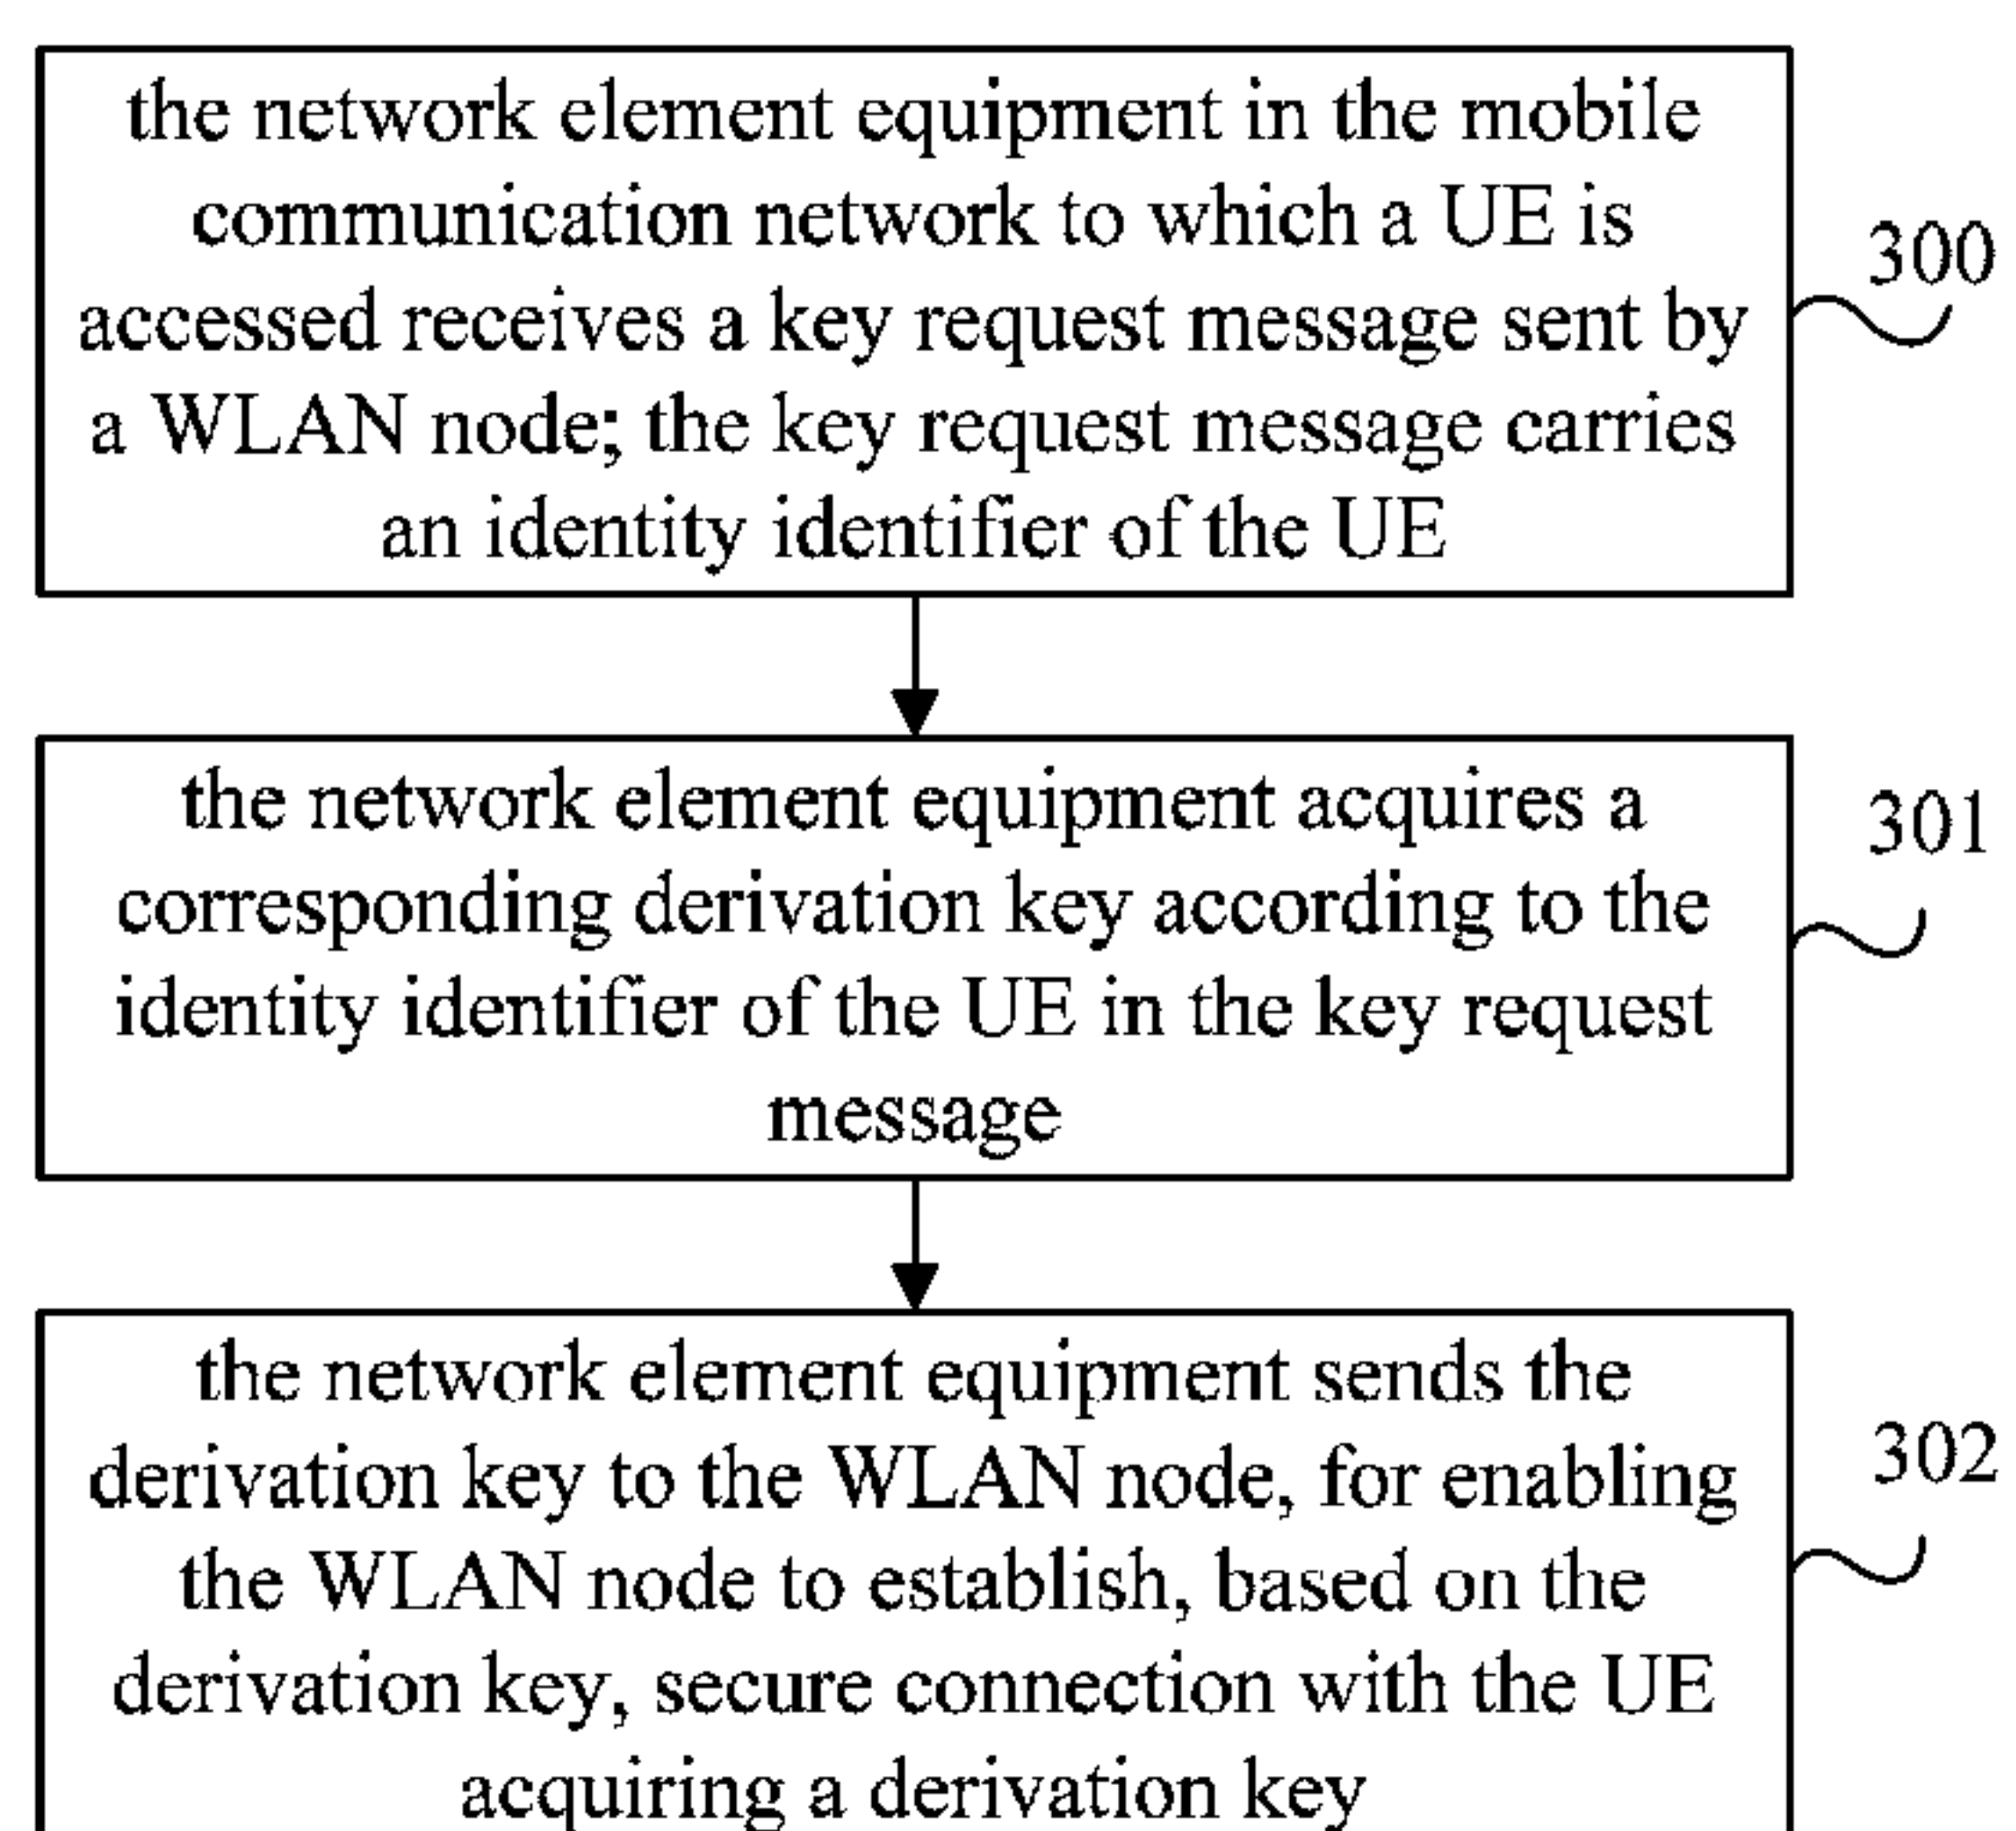 the network element equipment in the mobile
communication network to which a UE is
accessed receives a key request message sent by
a WLAN node; the key request message carries
an identity identifier of the UE
300
the network element equipment acquires a
corresponding derivation key according to the
identity identifier of the UE in the key request
message
301
the network element equipment sends the
derivation key to the WLAN node, for enabling
the WLAN node to establish, based on the
derivation key, secure connection with the UE
acquiring a derivation key
302